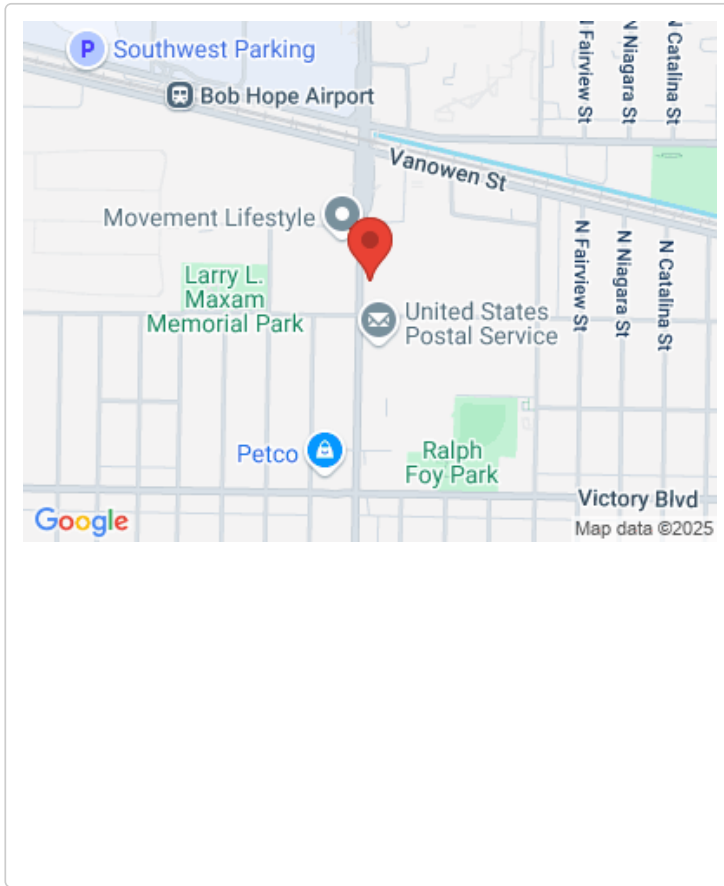 P Southwest Parking
Bob Hope Airport
N Fairview St
N Niagara St
N Catalina St
Vanowen St
Movement Lifestyle
Larry L.
Maxam
Memorial Park
United States
Postal Service
N Fairview St
N Niagara St
N Catalina St
Petco
Ralph
Foy Park
Victory Blvd
Google
Map data ©2025